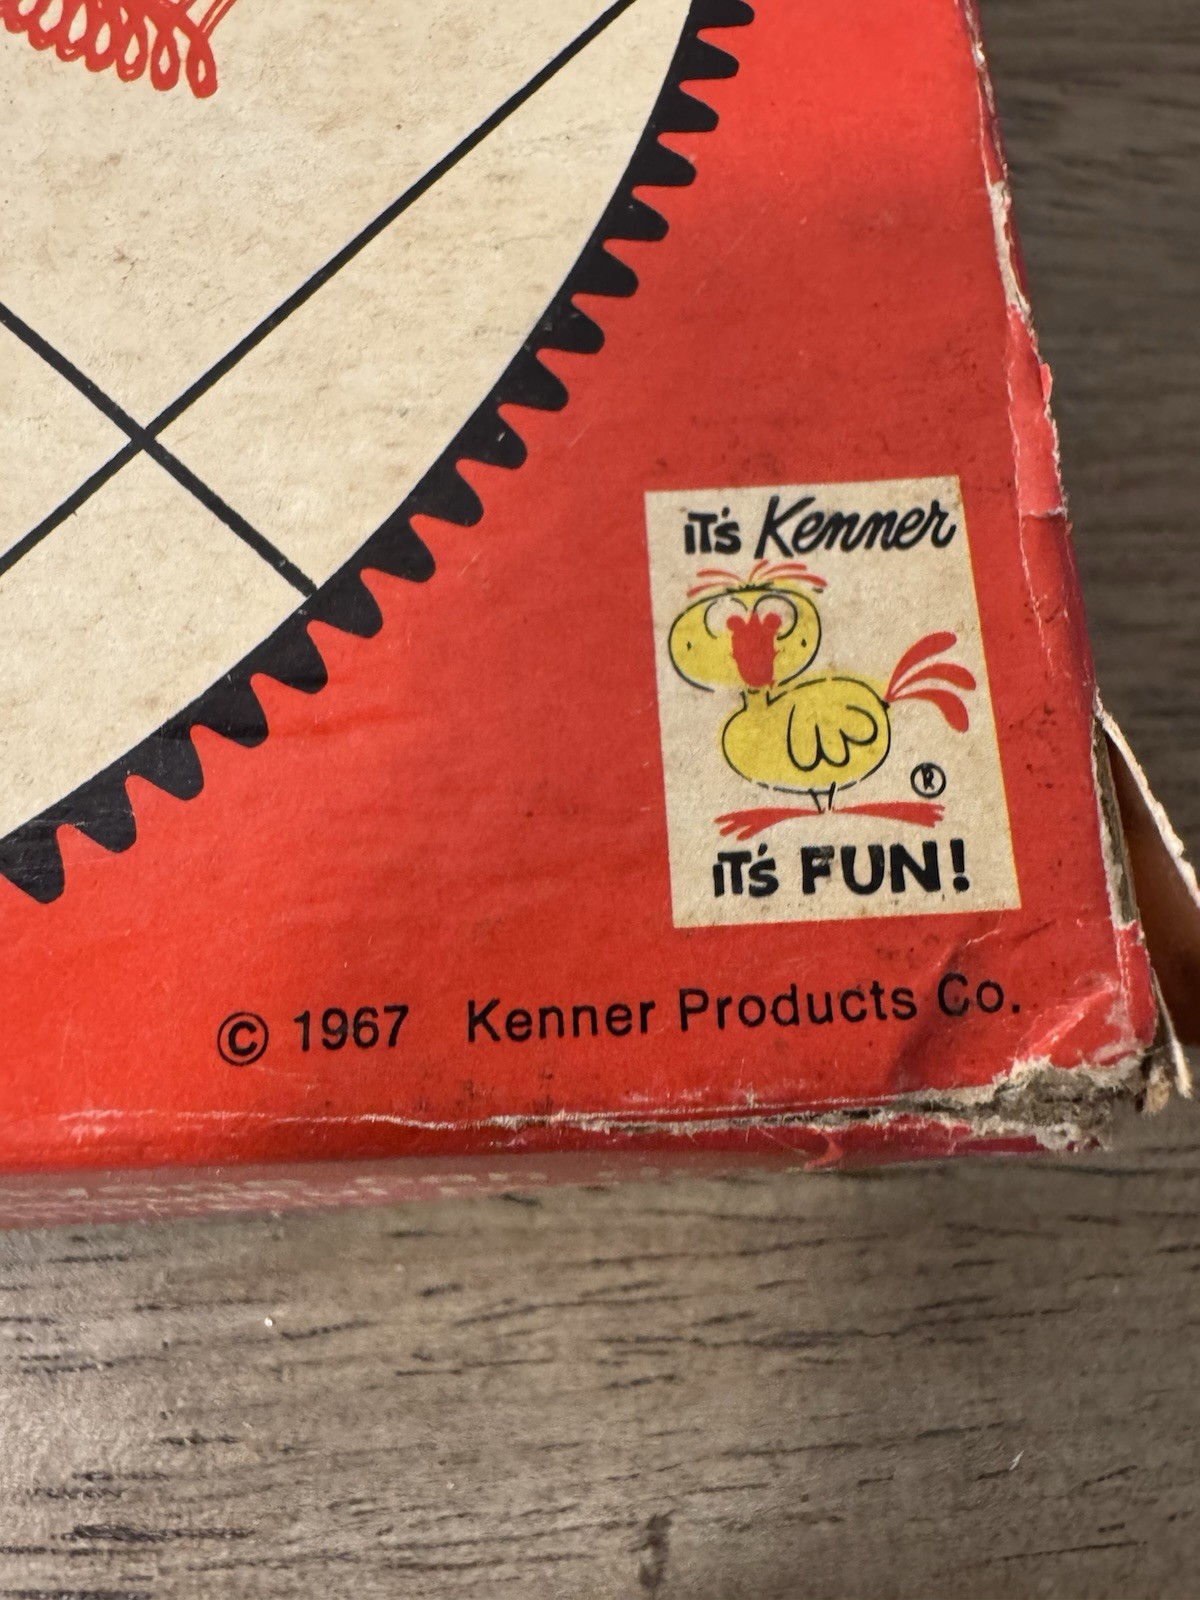 iT's Kenner
®
iT's FUN!
© 1967 Kenner Products Co.